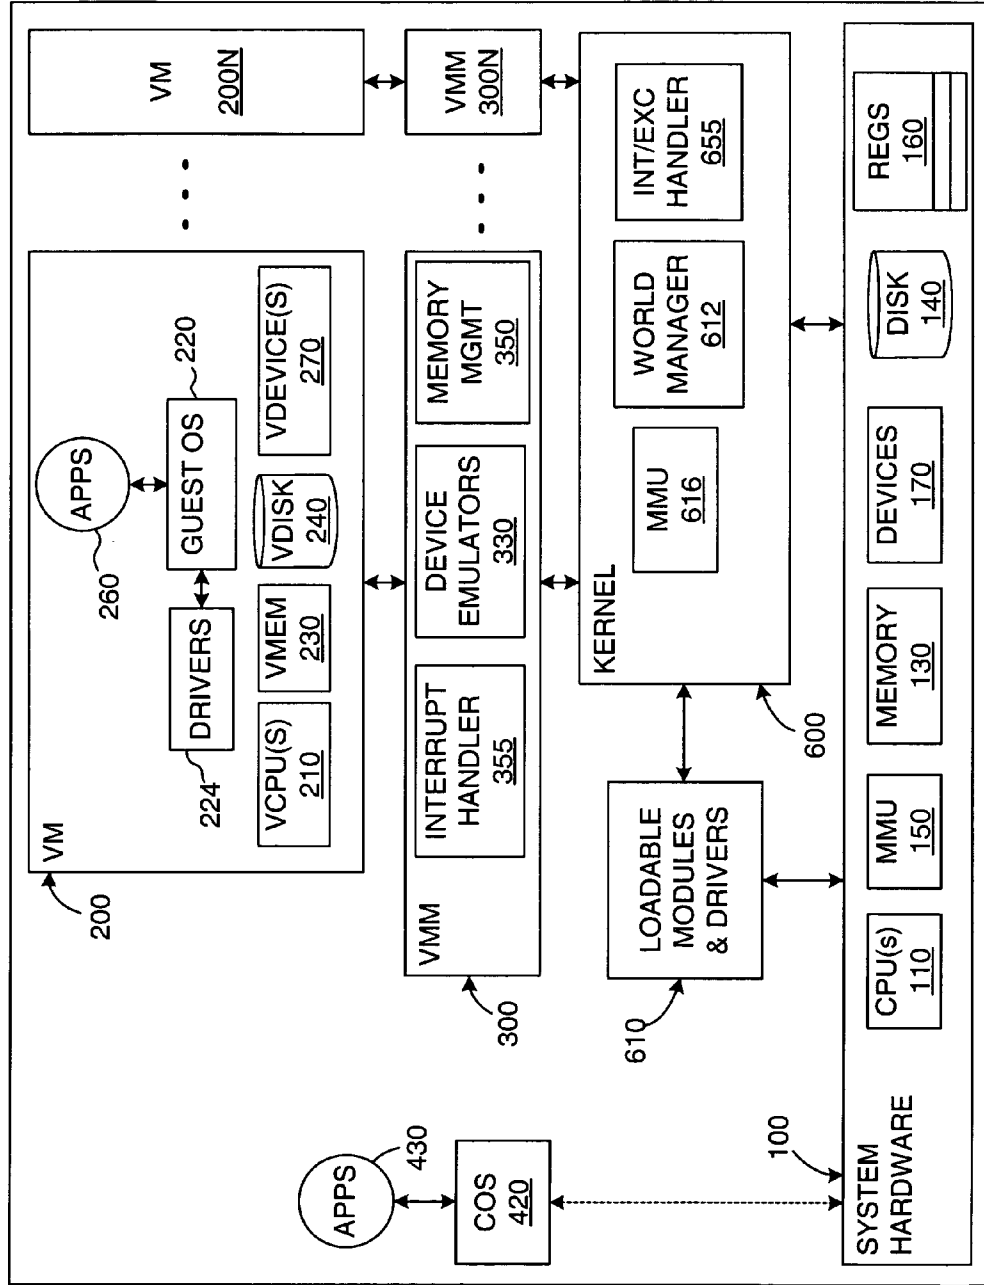 APPS
430
COS
420
100
SYSTEM
HARDWARE
VM
200
APPS
260
GUEST OS
220
DRIVERS
224
VCPU(S)
210
VMEM
230
VDISK
240
VDEVICE(S)
270
VM
200N
VMM
300
INTERRUPT
HANDLER
355
DEVICE
EMULATORS
330
MEMORY
MGMT
350
VMM
300N
KERNEL
600
MMU
616
WORLD
MANAGER
612
INT/EXC
HANDLER
655
LOADABLE
MODULES
& DRIVERS
610
CPU(s)
110
MMU
150
MEMORY
130
DEVICES
170
DISK
140
REGS
160